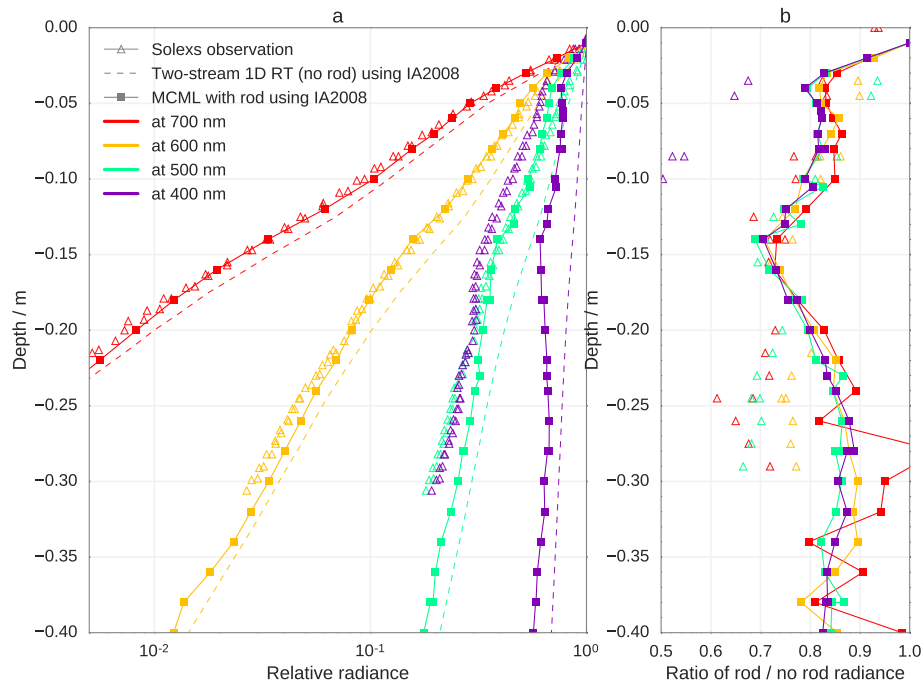 a
b
Solexs observation
Two-stream 1D RT (no rod) using IA2008
MCML with rod using IA2008
at 700 nm
at 600 nm
at 500 nm
at 400 nm
0.00
−0.05
−0.10
−0.15
−0.20
−0.25
−0.30
−0.35
−0.40
Depth / m
10⁻²
10⁻¹
10⁰
Relative radiance
0.00
−0.05
−0.10
−0.15
−0.20
−0.25
−0.30
−0.35
−0.40
Depth / m
0.5
0.6
0.7
0.8
0.9
1.0
Ratio of rod / no rod radiance